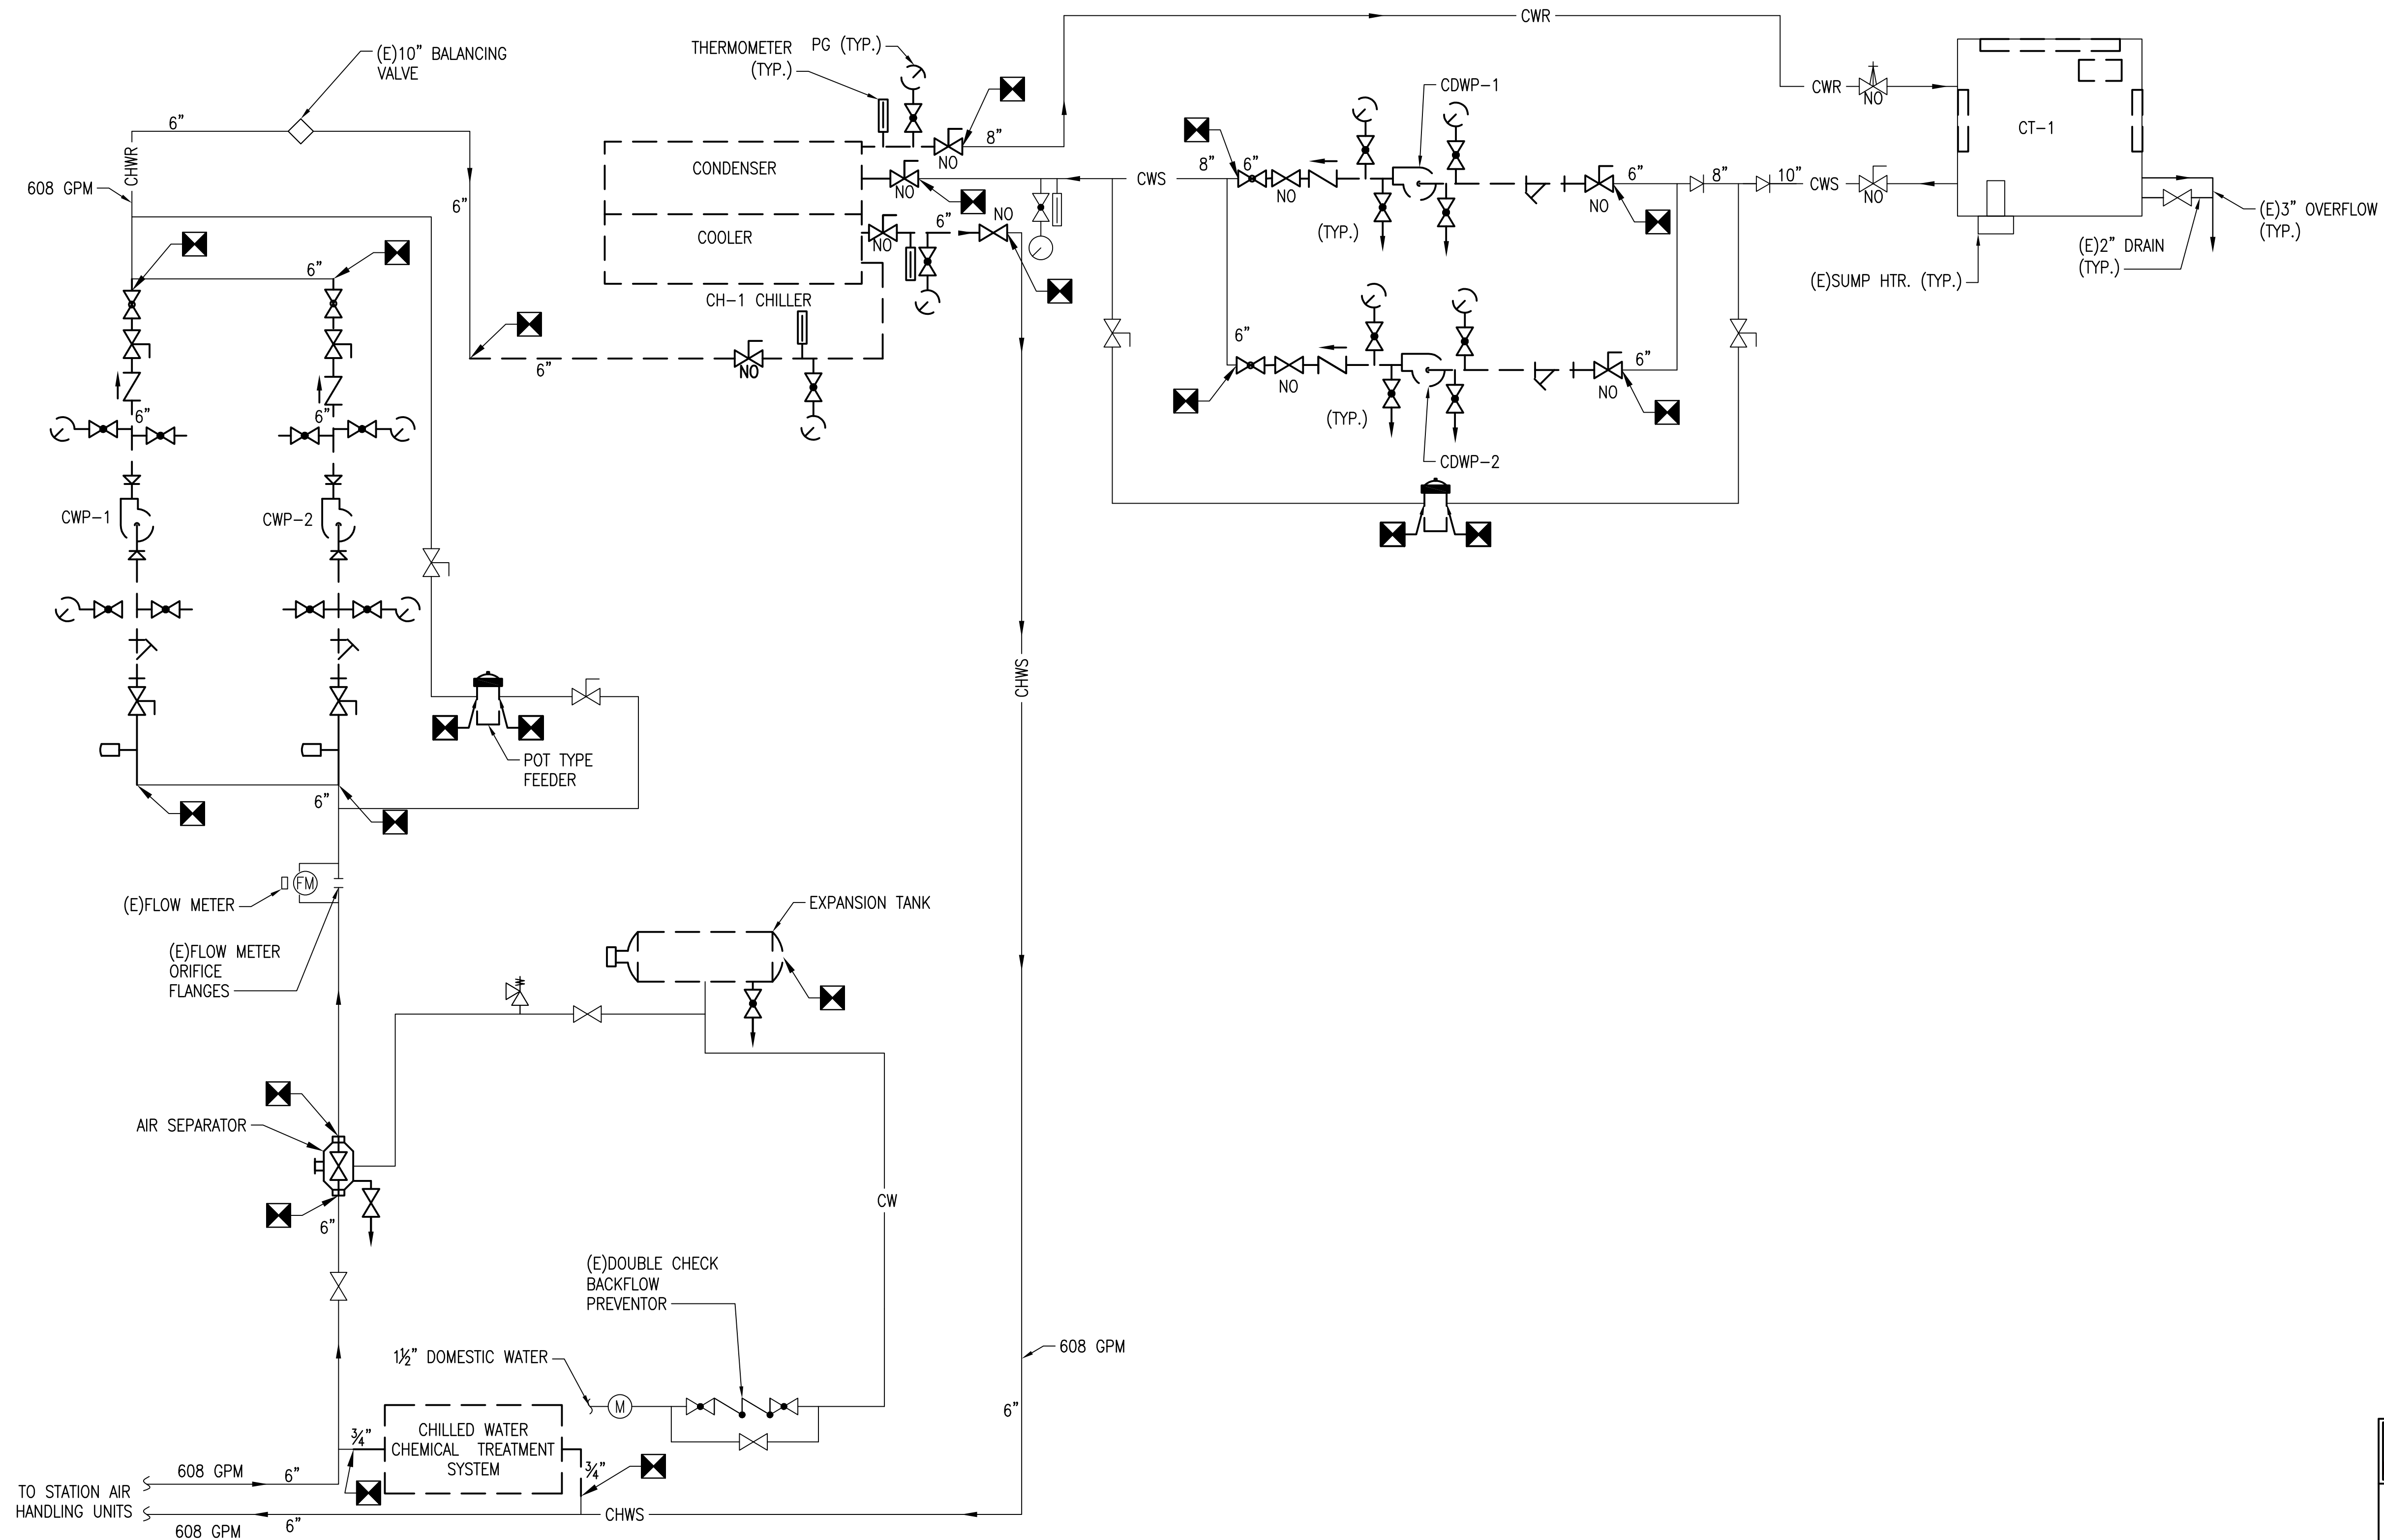 CWR
(E)10" BALANCING
VALVE
THERMOMETER
(TYP.)
PG (TYP.)
CDWP-1
CWR
NO
CT-1
6"
CHWR
608 GPM
8"
NO
CONDENSER
NO
COOLER
NO
6"
NO
CH-1 CHILLER
CWS
8"
6"
NO
(TYP.)
6"
NO
8"
10"
CWS
NO
(E)3" OVERFLOW
(TYP.)
(E)2" DRAIN
(TYP.)
(E)SUMP HTR. (TYP.)
6"
6"
6"
NO
6"
NO
(TYP.)
6"
NO
CDWP-2
6"
6"
CWP-1
CWP-2
CHWS
POT TYPE
FEEDER
6"
FM
(E)FLOW METER
(E)FLOW METER
ORIFICE
FLANGES
EXPANSION TANK
AIR SEPARATOR
6"
CW
(E)DOUBLE CHECK
BACKFLOW
PREVENTOR
1½" DOMESTIC WATER
M
608 GPM
6"
¾"
CHILLED WATER
CHEMICAL TREATMENT
SYSTEM
¾"
608 GPM
6"
TO STATION AIR
HANDLING UNITS
608 GPM
6"
CHWS